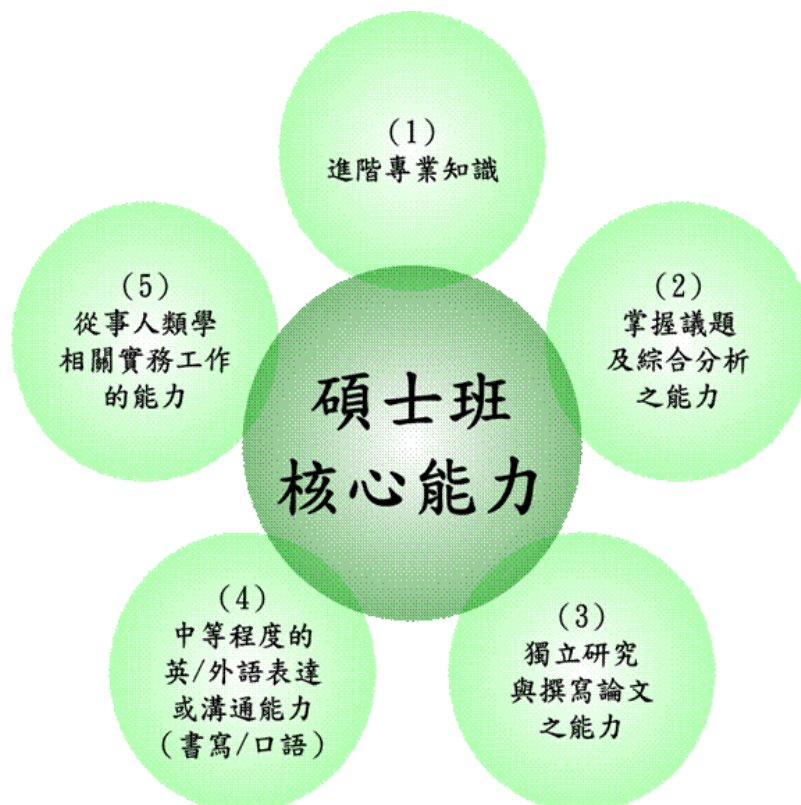 碩士班
核心能力
(1)
進階專業知識
(2)
掌握議題
及綜合分析
之能力
(3)
獨立研究
與撰寫論文
之能力
(4)
中等程度的
英/外語表達
或溝通能力
(書寫/口語)
(5)
從事人類學
相關實務工作
的能力